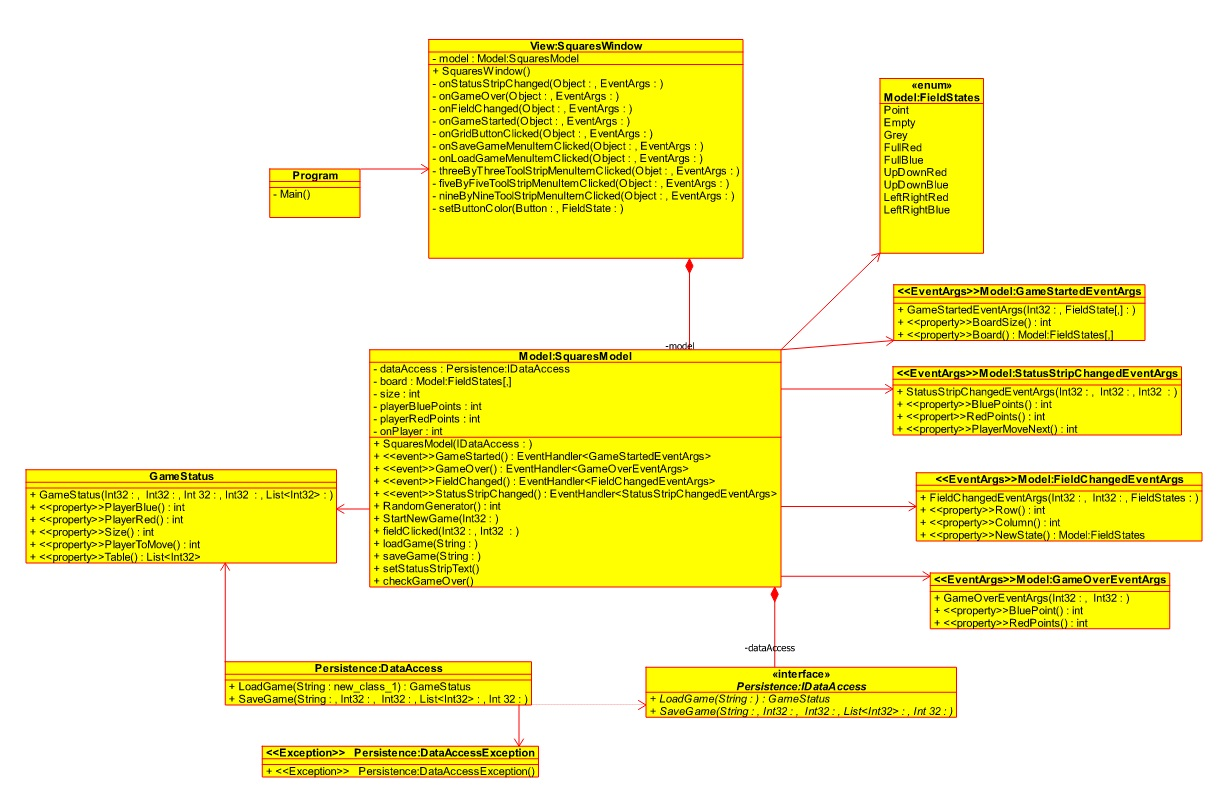 View:SquaresWindow
- model : Model:SquaresModel
+ SquaresWindow()
- onStatusStripChanged(Object : , EventArgs : )
- onGameOver(Object : , EventArgs : )
- onFieldChanged(Object : , EventArgs : )
- onGameStarted(Object : , EventArgs : )
- onGridButtonClicked(Object : , EventArgs : )
- onSaveGameMenuItemClicked(Object : , EventArgs : )
- onLoadGameMenuItemClicked(Object : , EventArgs : )
- threeByThreeToolStripMenuItemClicked(Objet : , EventArgs : )
- fiveByFiveToolStripMenuItemClicked(Object : , EventArgs : )
- nineByNineToolStripMenuItemClicked(Object : , EventArgs : )
- setButtonColor(Button : , FieldState : )
«enum»
Model:FieldStates
Point
Empty
Grey
FullRed
FullBlue
UpDownRed
UpDownBlue
LeftRightRed
LeftRightBlue
Program
- Main()
<<EventArgs>>Model:GameStartedEventArgs
+ GameStartedEventArgs(Int32 : , FieldState[,] : )
+ <<property>>BoardSize() : int
+ <<property>>Board() : Model:FieldStates[,]
-model
Model:SquaresModel
- dataAccess : Persistence:IDataAccess
- board : Model:FieldStates[,]
- size : int
- playerBluePoints : int
- playerRedPoints : int
- onPlayer : int
+ SquaresModel(IDataAccess : )
+ <<event>>GameStarted() : EventHandler<GameStartedEventArgs>
+ <<event>>GameOver() : EventHandler<GameOverEventArgs>
+ <<event>>FieldChanged() : EventHandler<FieldChangedEventArgs>
+ <<event>>StatusStripChanged() : EventHandler<StatusStripChangedEventArgs>
+ RandomGenerator() : int
+ StartNewGame(Int32 : )
+ fieldClicked(Int32 : , Int32 : )
+ loadGame(String : )
+ saveGame(String : )
+ setStatusStripText()
+ checkGameOver()
<<EventArgs>>Model:StatusStripChangedEventArgs
+ StatusStripChangedEventArgs(Int32 : , Int32 : , Int32 : )
+ <<property>>BluePoints() : int
+ <<propert>>RedPoints() : int
+ <<property>>PlayerMoveNext() : int
GameStatus
+ GameStatus(Int32 : , Int32 : , Int 32 : , Int32 : , List<Int32> : )
+ <<property>>PlayerBlue() : int
+ <<property>>PlayerRed() : int
+ <<property>>Size() : int
+ <<property>>PlayerToMove() : int
+ <<property>>Table() : List<Int32>
<<EventArgs>>Model:FieldChangedEventArgs
+ FieldChangedEventArgs(Int32 : , Int32 : , FieldStates : )
+ <<property>>Row() : int
+ <<property>>Column() : int
+ <<property>>NewState() : Model:FieldStates
<<EventArgs>>Model:GameOverEventArgs
+ GameOverEventArgs(Int32 : , Int32 : )
+ <<property>>BluePoint() : int
+ <<property>>RedPoints() : int
-dataAccess
Persistence:DataAccess
+ LoadGame(String : new_class_1) : GameStatus
+ SaveGame(String : , Int32 : , Int32 : , List<Int32> : , Int 32 : )
«interface»
Persistence:IDataAccess
+ LoadGame(String : ) : GameStatus
+ SaveGame(String : , Int32 : , Int32 : , List<Int32> : , Int 32 : )
<<Exception>> Persistence:DataAccessException
+ <<Exception>> Persistence:DataAccessException()